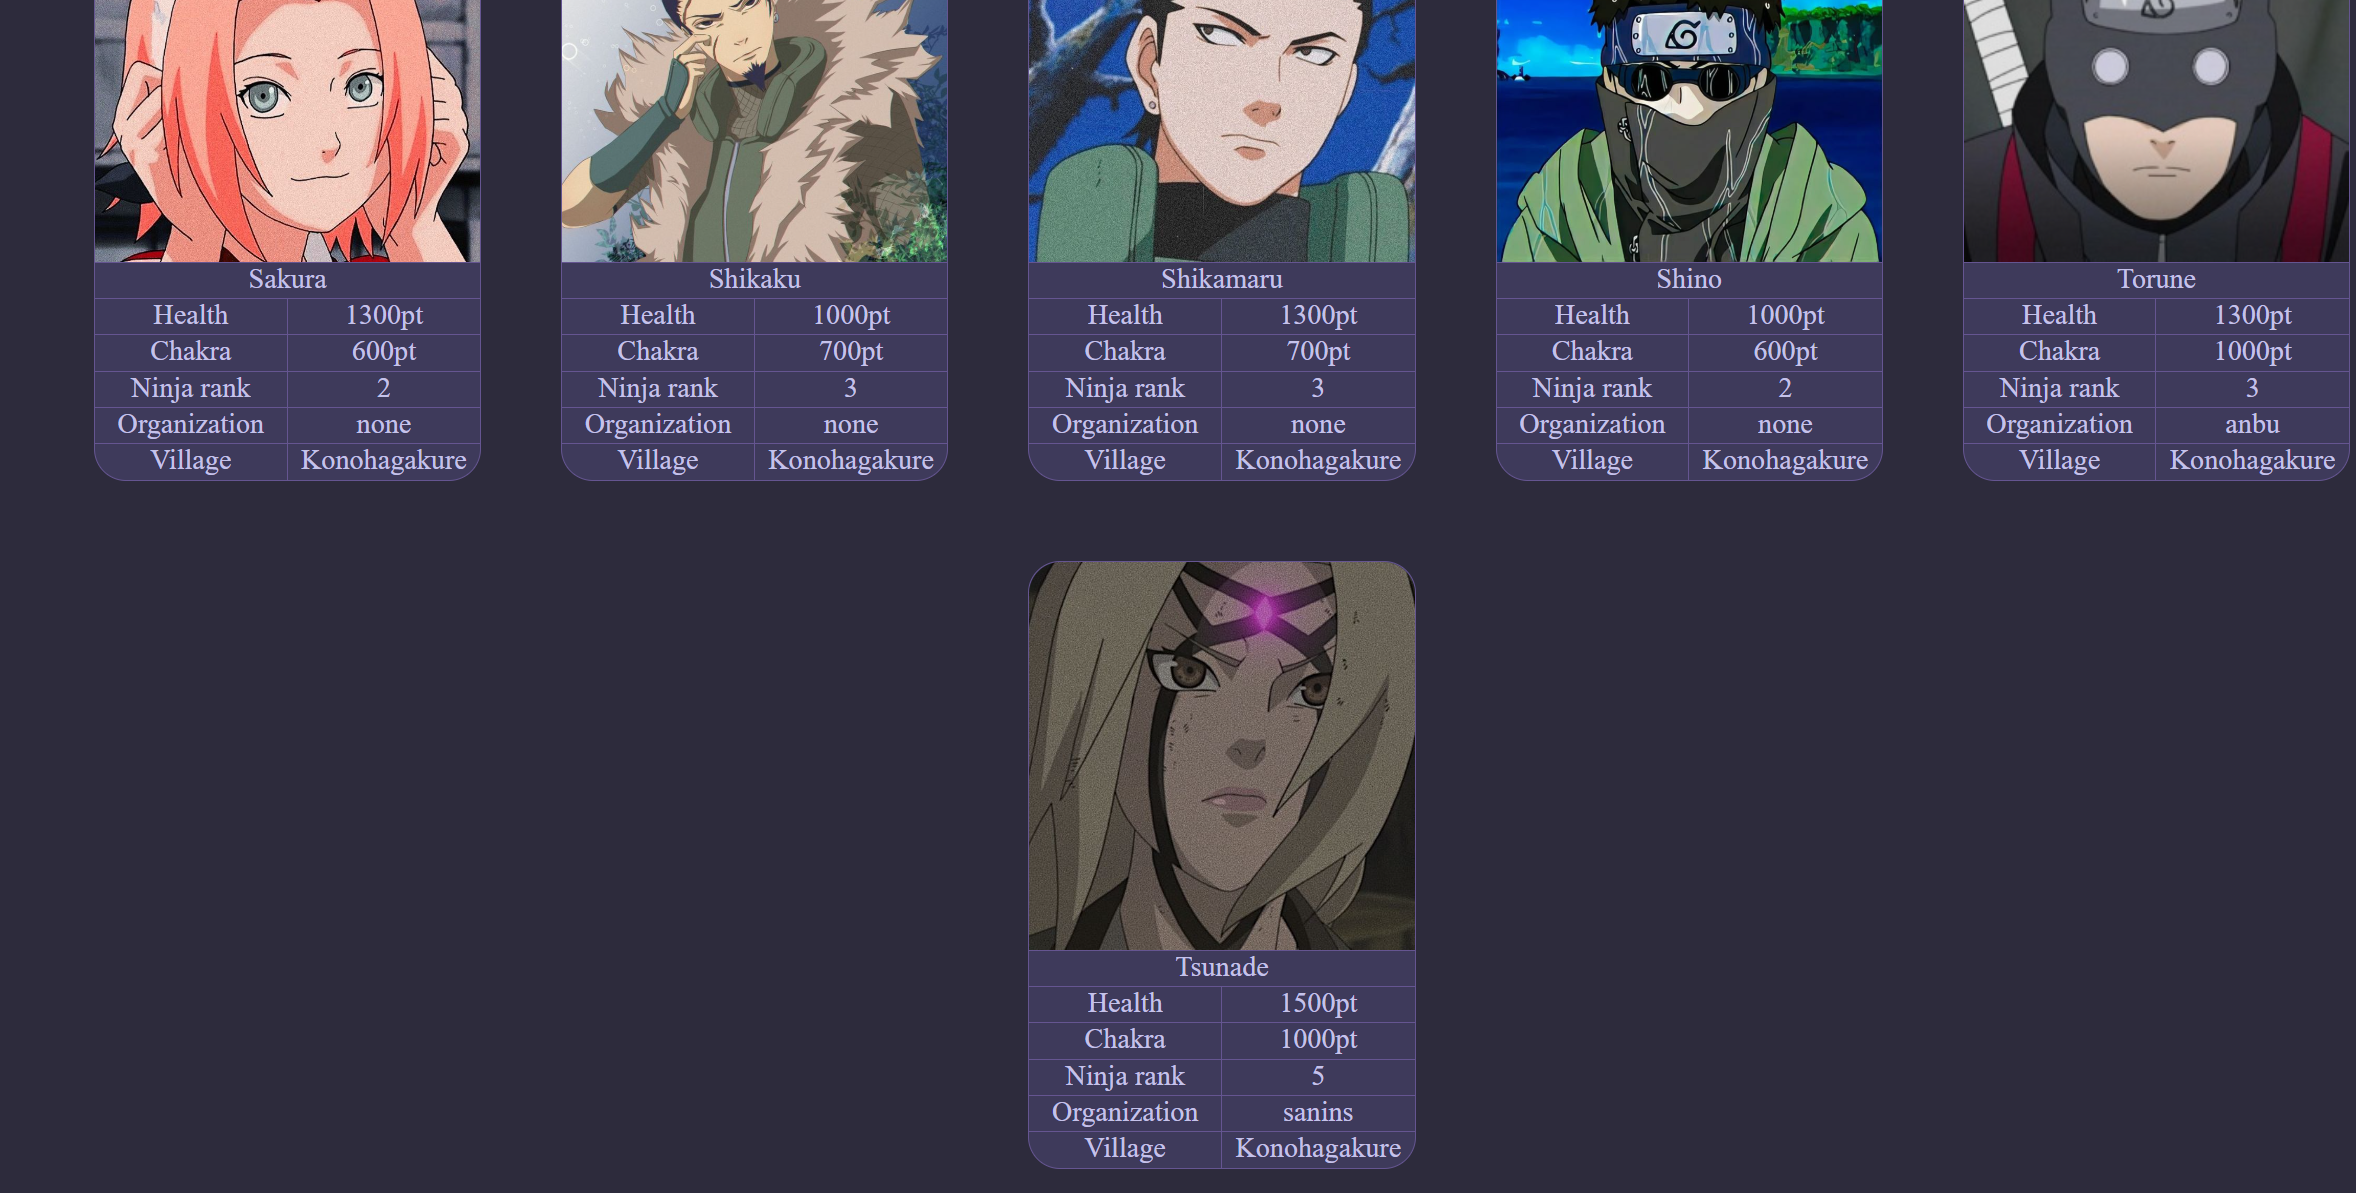 Sakura
Health 1300pt
Chakra 600pt
Ninja rank 2
Organization none
Village Konohagakure
Shikaku
Health 1000pt
Chakra 700pt
Ninja rank 3
Organization none
Village Konohagakure
Shikamaru
Health 1300pt
Chakra 700pt
Ninja rank 3
Organization none
Village Konohagakure
Shino
Health 1000pt
Chakra 600pt
Ninja rank 2
Organization none
Village Konohagakure
Torune
Health 1300pt
Chakra 1000pt
Ninja rank 3
Organization anbu
Village Konohagakure
Tsunade
Health 1500pt
Chakra 1000pt
Ninja rank 5
Organization sanins
Village Konohagakure